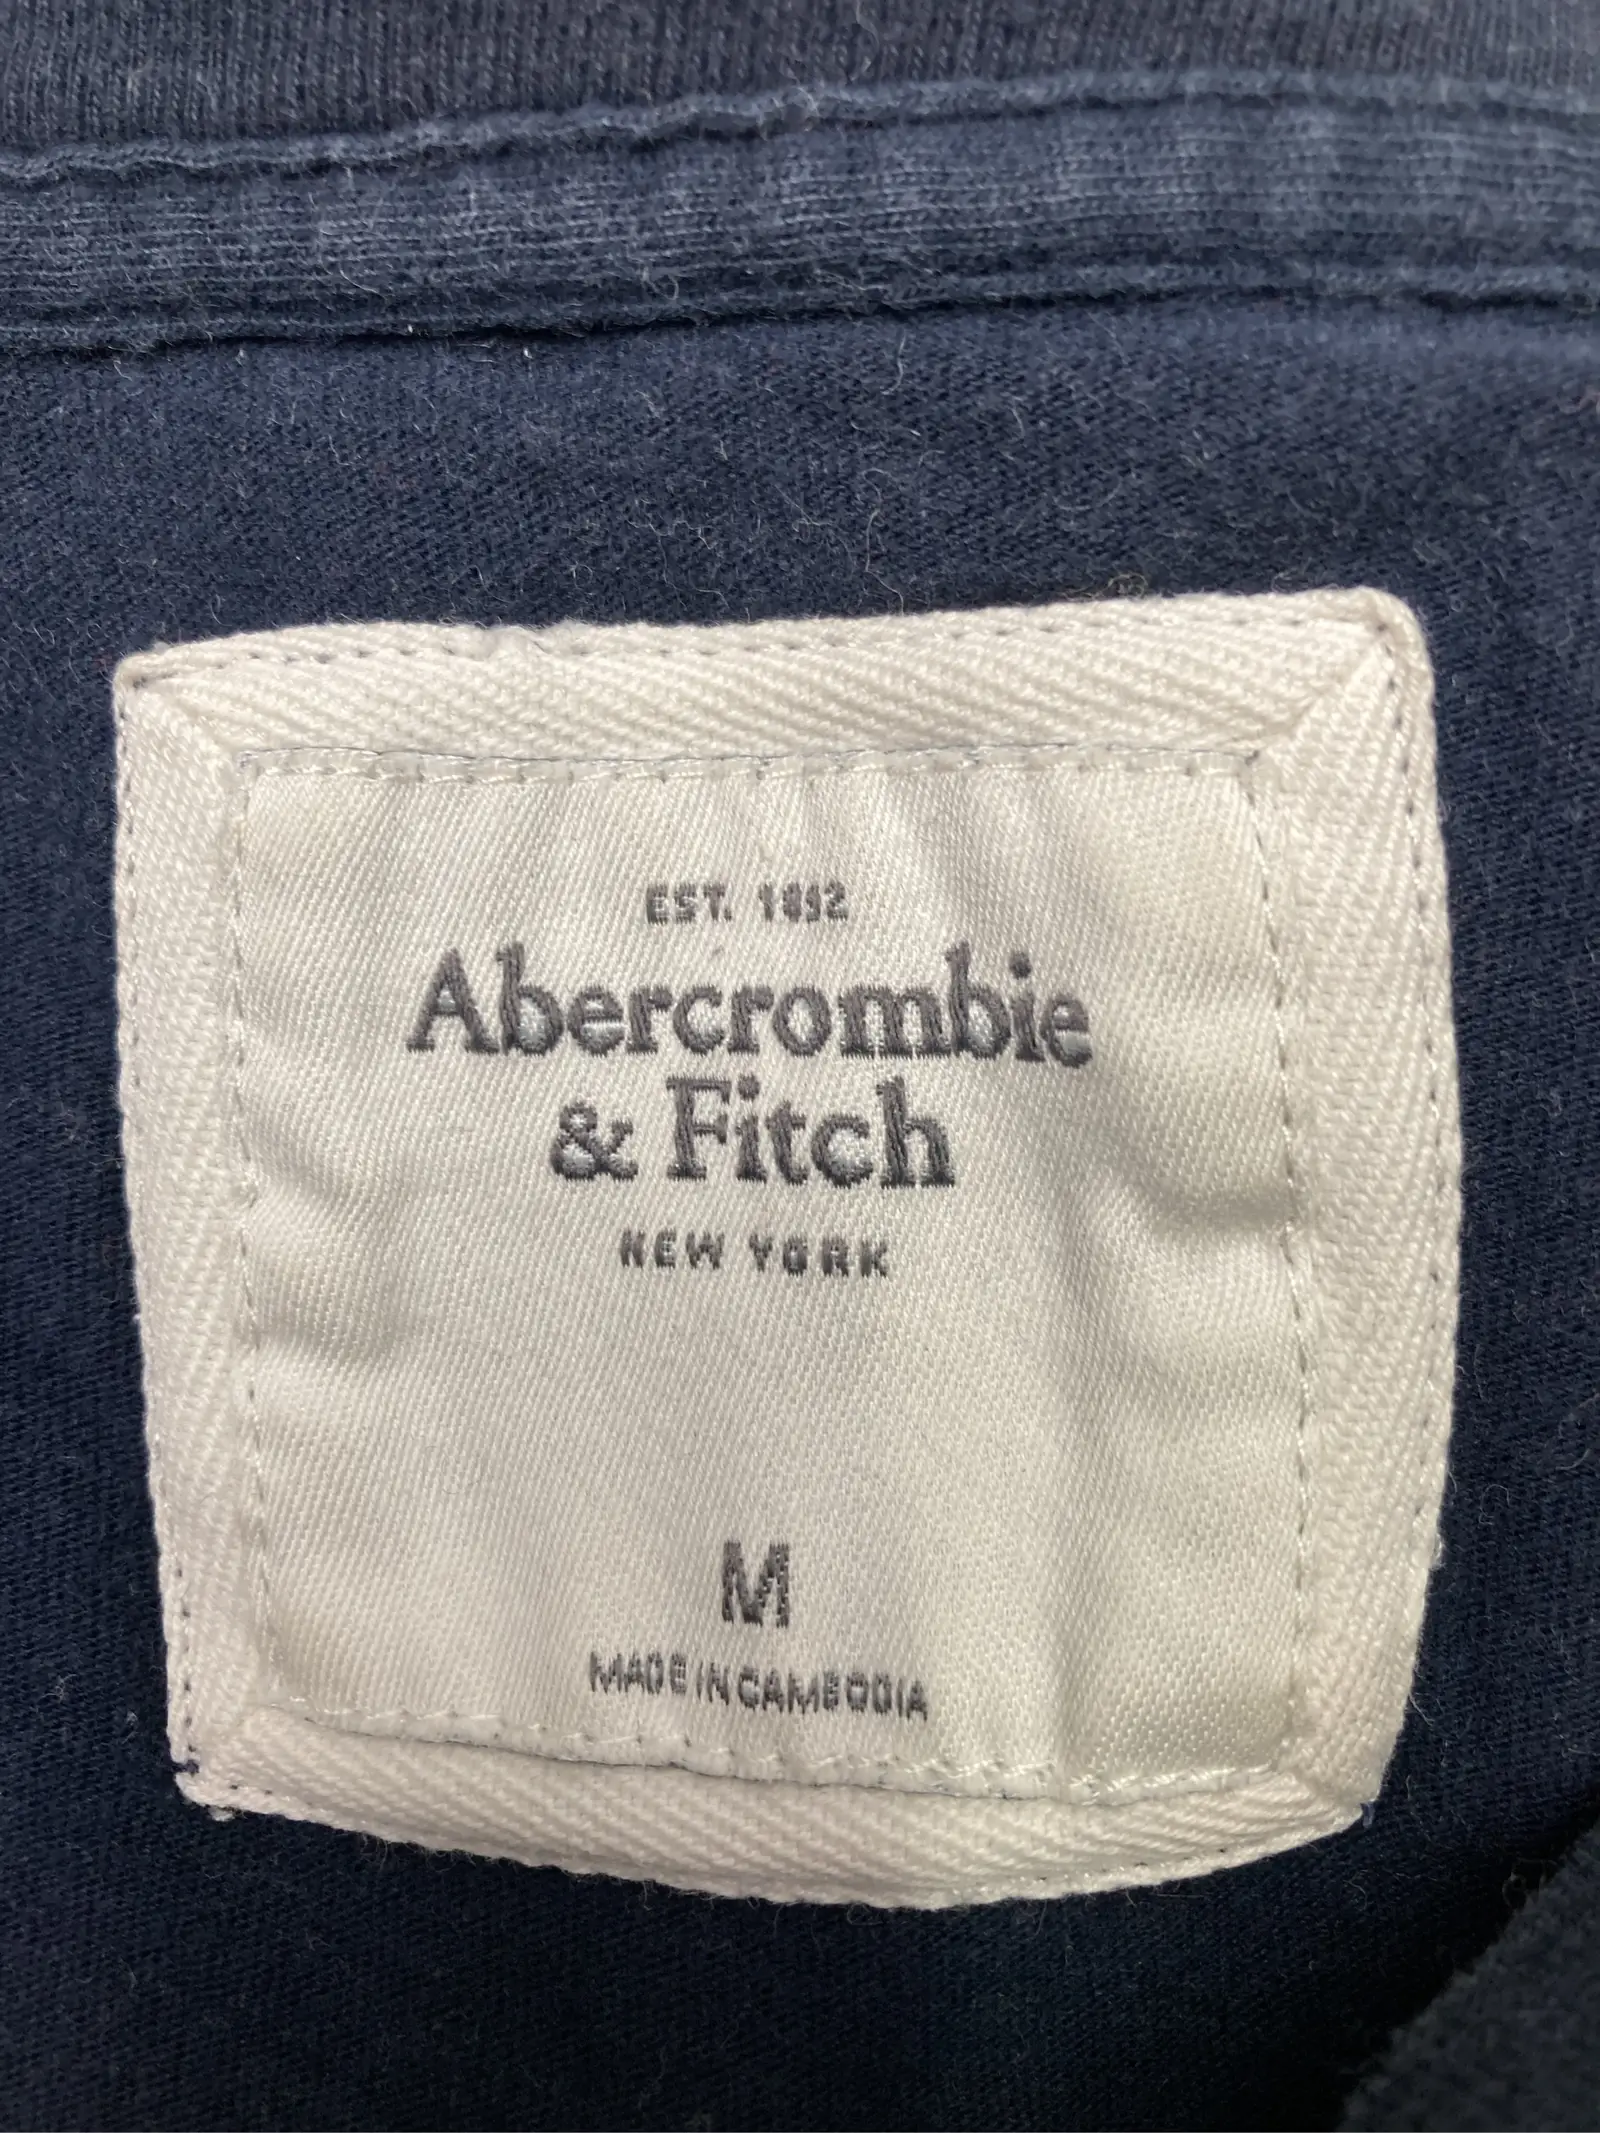 EST. 1892
Abercrombie
& Fitch
NEW YORK
M
MADE IN CAMBODIA